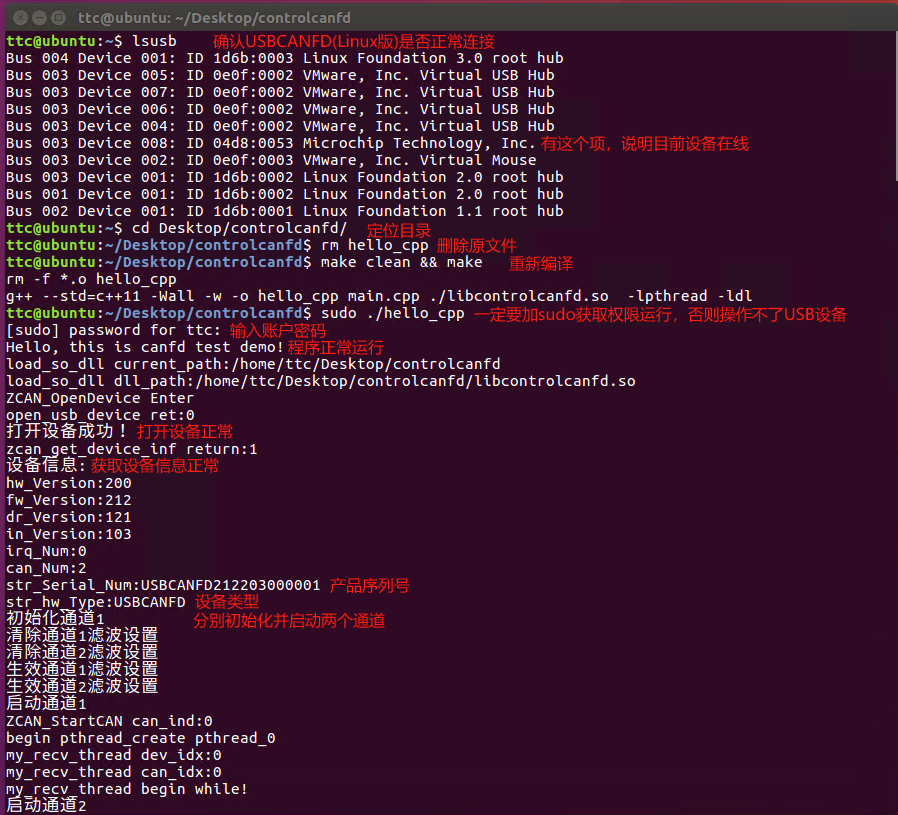 ttc@ubuntu: ~/Desktop/controlcanfd
ttc@ubuntu:~$ lsusb 确认USBCANFD(Linux版)是否正常连接
Bus 004 Device 001: ID 1d6b:0003 Linux Foundation 3.0 root hub
Bus 003 Device 005: ID 0e0f:0002 VMware, Inc. Virtual USB Hub
Bus 003 Device 007: ID 0e0f:0002 VMware, Inc. Virtual USB Hub
Bus 003 Device 006: ID 0e0f:0002 VMware, Inc. Virtual USB Hub
Bus 003 Device 004: ID 0e0f:0002 VMware, Inc. Virtual USB Hub
Bus 003 Device 008: ID 04d8:0053 Microchip Technology, Inc. 有这个项，说明目前设备在线
Bus 003 Device 002: ID 0e0f:0003 VMware, Inc. Virtual Mouse
Bus 003 Device 001: ID 1d6b:0002 Linux Foundation 2.0 root hub
Bus 001 Device 001: ID 1d6b:0002 Linux Foundation 2.0 root hub
Bus 002 Device 001: ID 1d6b:0001 Linux Foundation 1.1 root hub
ttc@ubuntu:~$ cd Desktop/controlcanfd/ 定位目录
ttc@ubuntu:~/Desktop/controlcanfd$ rm hello_cpp 删除原文件
ttc@ubuntu:~/Desktop/controlcanfd$ make clean && make 重新编译
rm -f *.o hello_cpp
g++ --std=c++11 -Wall -w -o hello_cpp main.cpp ./libcontrolcanfd.so  -lpthread -ldl
ttc@ubuntu:~/Desktop/controlcanfd$ sudo ./hello_cpp 一定要加sudo获取权限运行，否则操作不了USB设备
[sudo] password for ttc: 输入账户密码
Hello, this is canfd test demo! 程序正常运行
load_so_dll current_path:/home/ttc/Desktop/controlcanfd
load_so_dll dll_path:/home/ttc/Desktop/controlcanfd/libcontrolcanfd.so
ZCAN_OpenDevice Enter
open_usb_device ret:0
打开设备成功！ 打开设备正常
zcan_get_device_inf return:1
设备信息: 获取设备信息正常
hw_Version:200
fw_Version:212
dr_Version:121
in_Version:103
irq_Num:0
can_Num:2
str_Serial_Num:USBCANFD212203000001 产品序列号
str_hw_Type:USBCANFD 设备类型
初始化通道1 分别初始化并启动两个通道
清除通道1滤波设置
清除通道2滤波设置
生效通道1滤波设置
生效通道2滤波设置
启动通道1
ZCAN_StartCAN can_ind:0
begin pthread_create pthread_0
my_recv_thread dev_idx:0
my_recv_thread can_idx:0
my_recv_thread begin while!
启动通道2